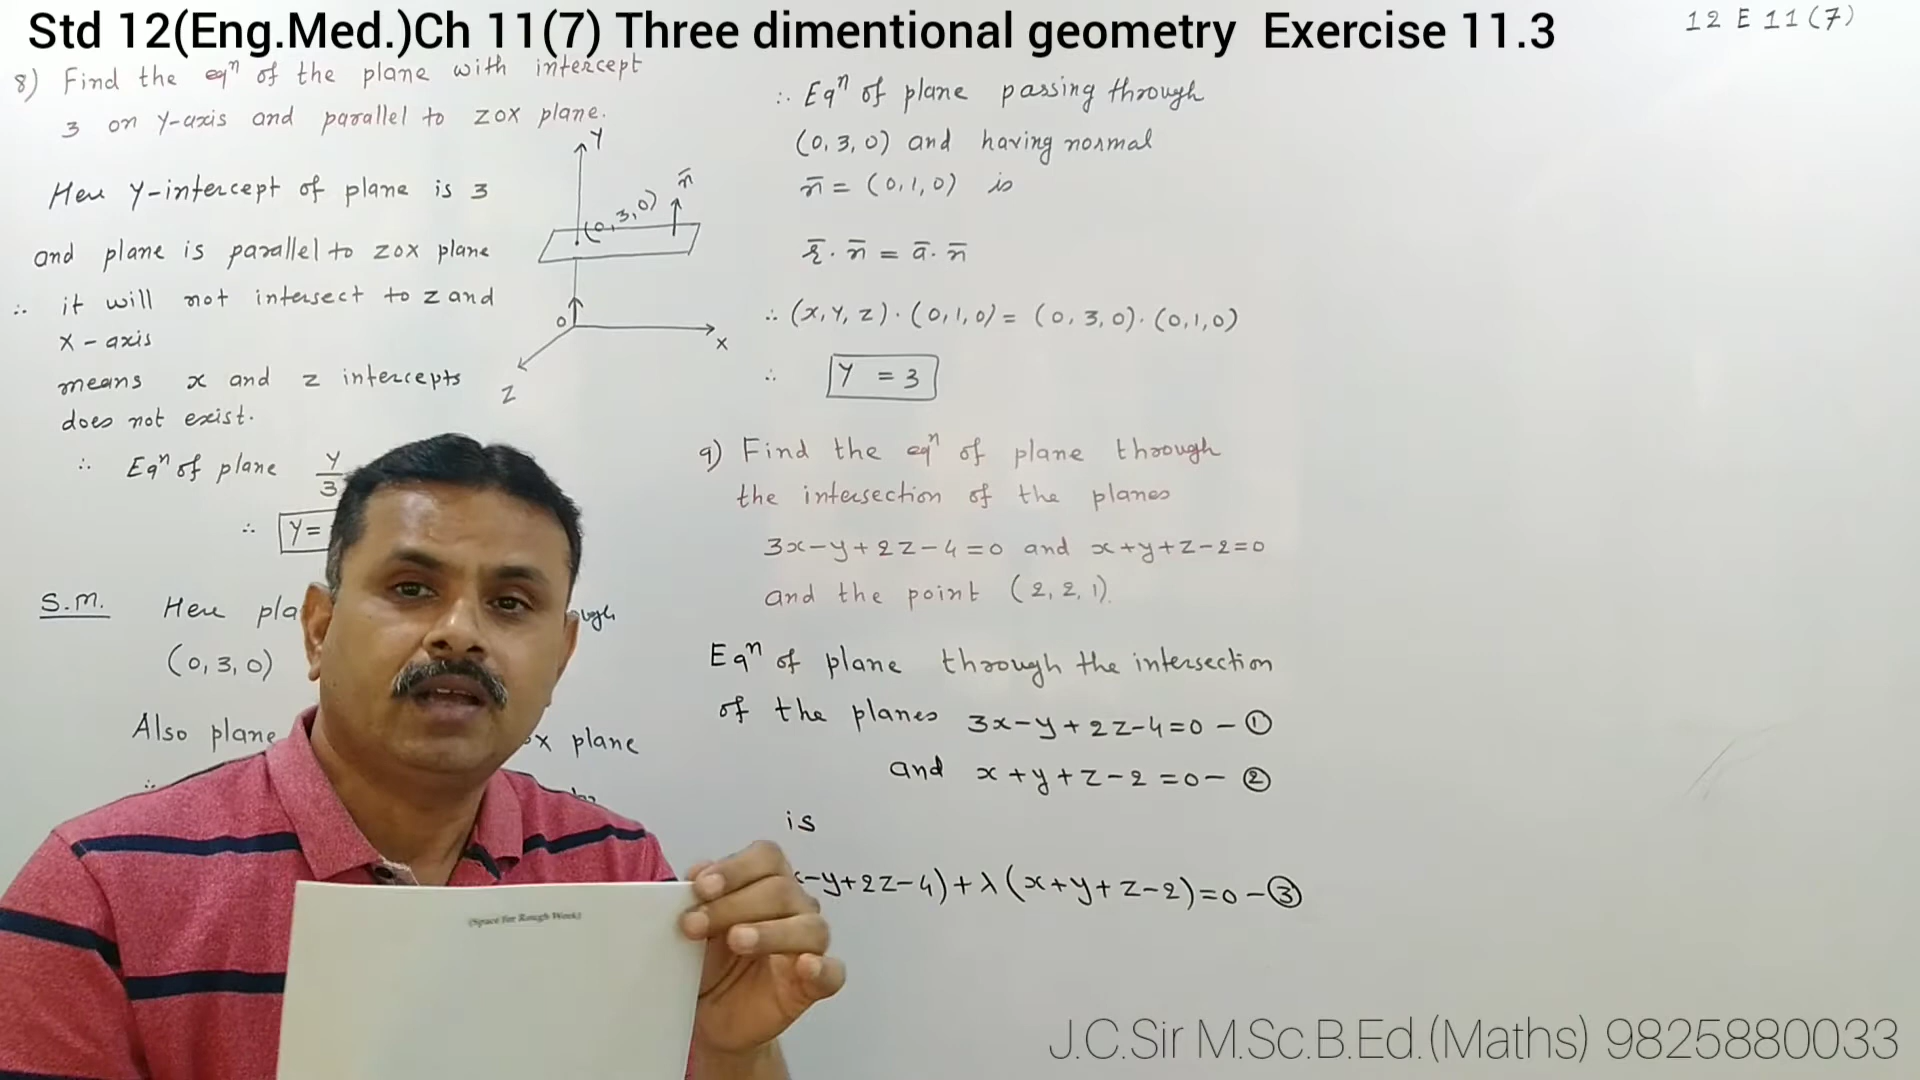 Std 12(Eng.Med.)Ch 11(7) Three dimentional geometry Exercise 11.3
12 E 11(7)
8) Find the eqⁿ of the plane with intercept
3 on Y-axis and parallel to ZOX plane.
Here Y-intercept of plane is 3
and plane is parallel to ZOX plane
∴ it will not intersect to Z and
X-axis
means x and z intercepts
does not exist.
∴ Eqⁿ of plane Y/3
∴ Y=
Y
n̄
(0,3,0)
O
X
Z
S.M. Here
(0,3,0)
Also plane x plane
∴
∴ Eqⁿ of plane passing through
(0,3,0) and having normal
n̄ = (0,1,0) is
r̄·n̄ = ā·n̄
∴ (x,Y,z)·(0,1,0) = (0,3,0)·(0,1,0)
∴ Y = 3
9) Find the eqⁿ of plane through
the intersection of the planes
3x-y+2z-4=0 and x+y+z-2=0
and the point (2,2,1).
Eqⁿ of plane through the intersection
of the planes 3x-y+2z-4=0 - ①
and x+y+z-2=0- ②
is
-y+2z-4)+λ(x+y+z-2)=0-③
(Space for Rough Work)
J.C.Sir M.Sc.B.Ed.(Maths) 9825880033